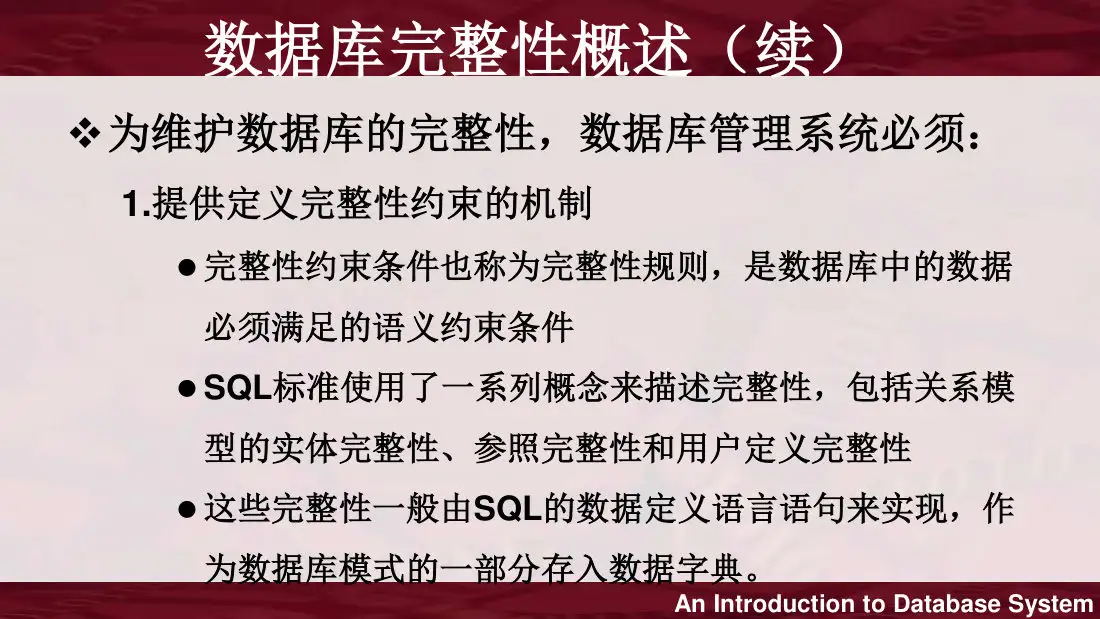 数据库完整性概述（续）
❖为维护数据库的完整性，数据库管理系统必须：
1.提供定义完整性约束的机制
●完整性约束条件也称为完整性规则，是数据库中的数据
必须满足的语义约束条件
●SQL标准使用了一系列概念来描述完整性，包括关系模
型的实体完整性、参照完整性和用户定义完整性
●这些完整性一般由SQL的数据定义语言语句来实现，作
为数据库模式的一部分存入数据字典。
An Introduction to Database System